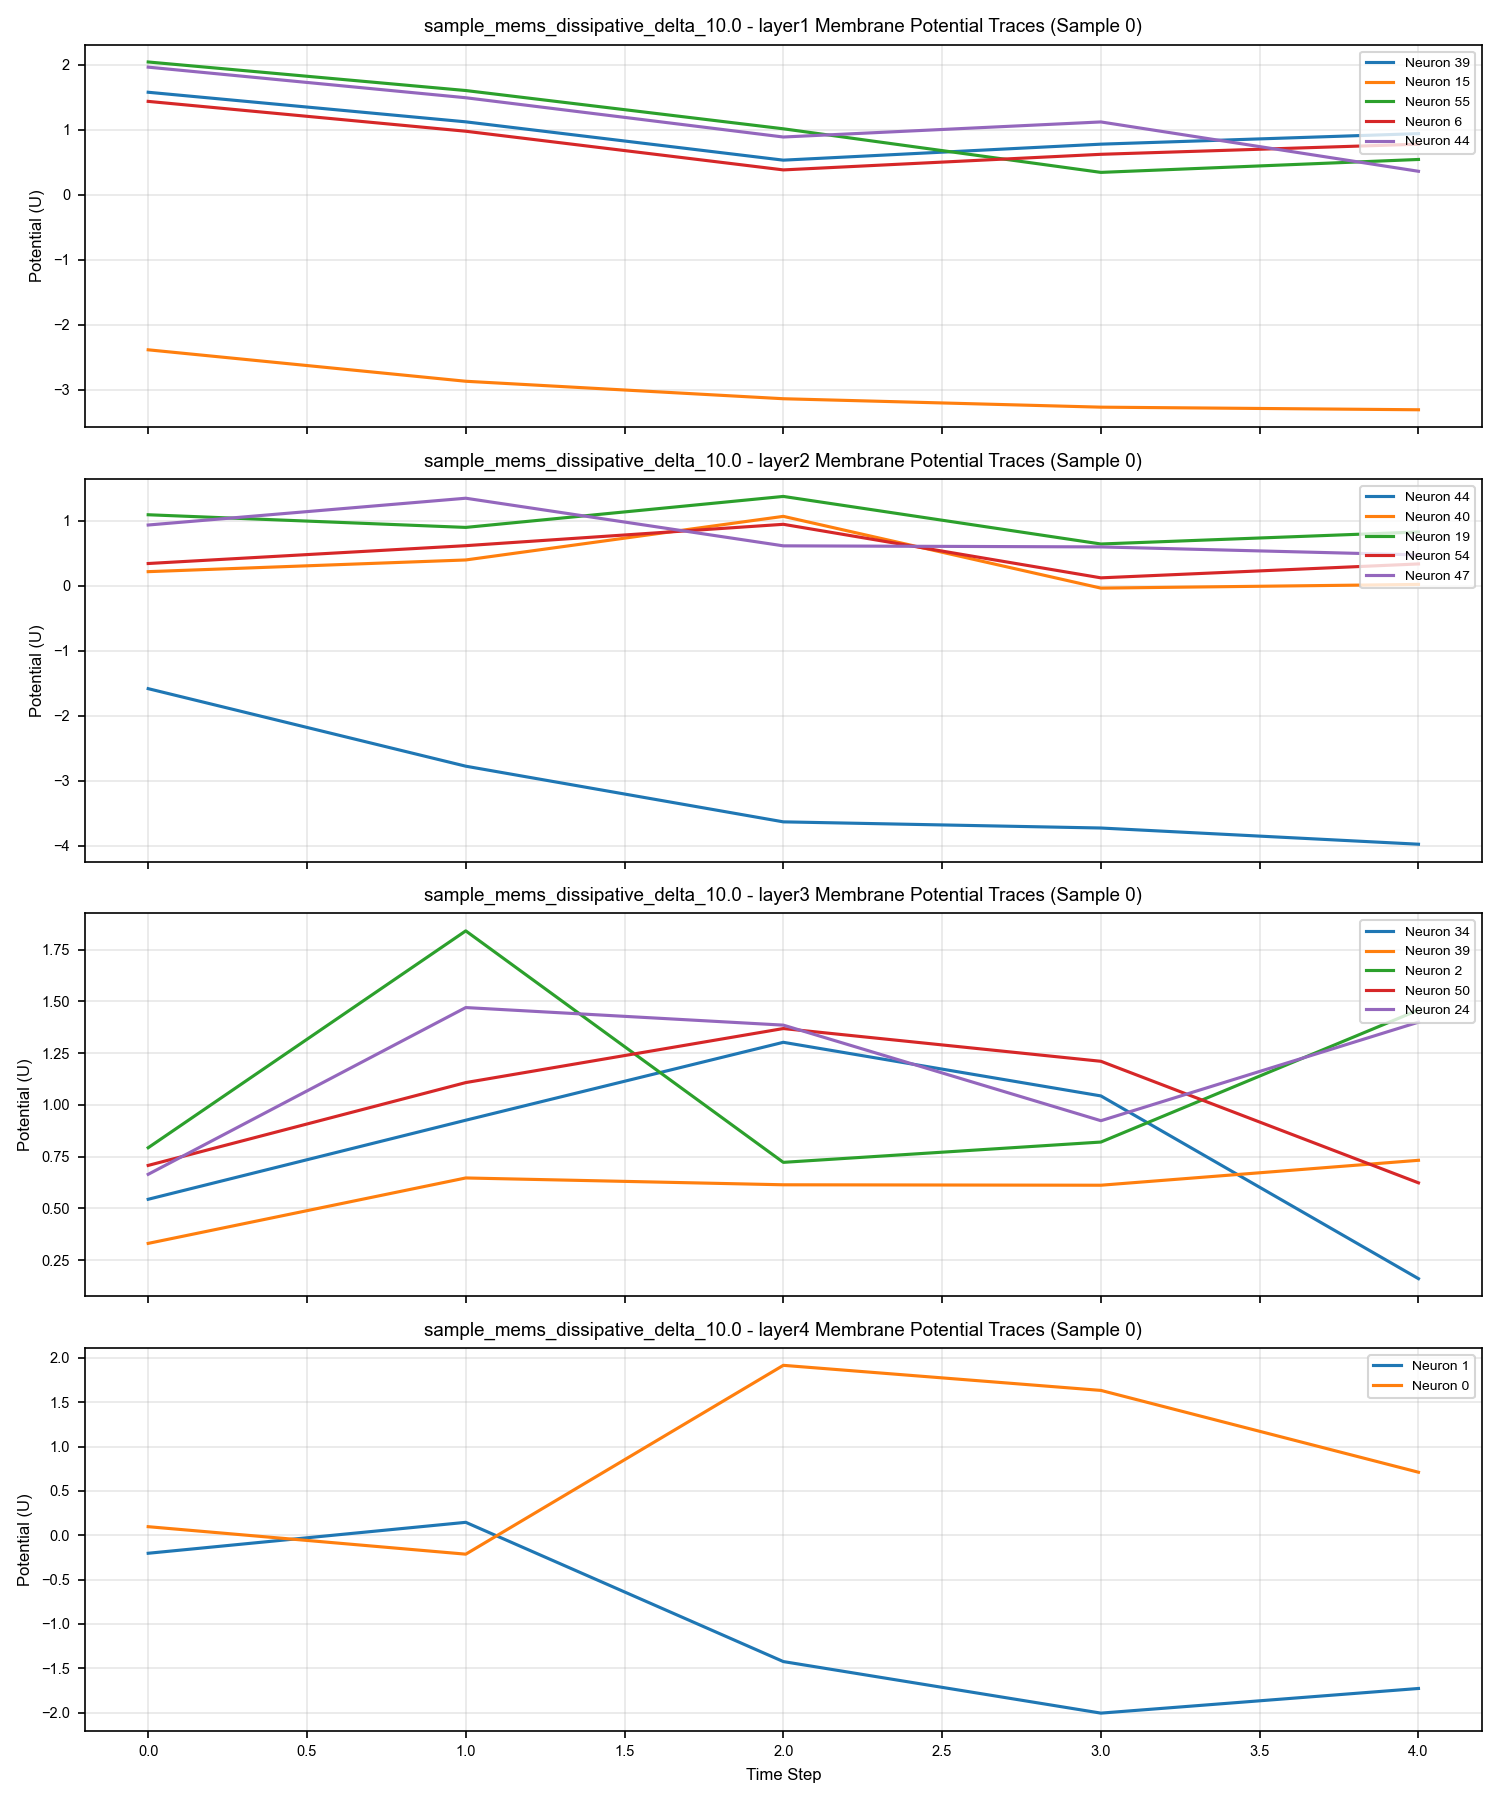 sample_mems_dissipative_delta_10.0 - layer1 Membrane Potential Traces (Sample 0)
2
1
0
−1
−2
−3
Potential (U)
Neuron 39
Neuron 15
Neuron 55
Neuron 6
Neuron 44
sample_mems_dissipative_delta_10.0 - layer2 Membrane Potential Traces (Sample 0)
1
0
−1
−2
−3
−4
Potential (U)
Neuron 44
Neuron 40
Neuron 19
Neuron 54
Neuron 47
sample_mems_dissipative_delta_10.0 - layer3 Membrane Potential Traces (Sample 0)
1.75
1.50
1.25
1.00
0.75
0.50
0.25
Potential (U)
Neuron 34
Neuron 39
Neuron 2
Neuron 50
Neuron 24
sample_mems_dissipative_delta_10.0 - layer4 Membrane Potential Traces (Sample 0)
2.0
1.5
1.0
0.5
0.0
−0.5
−1.0
−1.5
−2.0
Potential (U)
Neuron 1
Neuron 0
0.0 0.5 1.0 1.5 2.0 2.5 3.0 3.5 4.0
Time Step